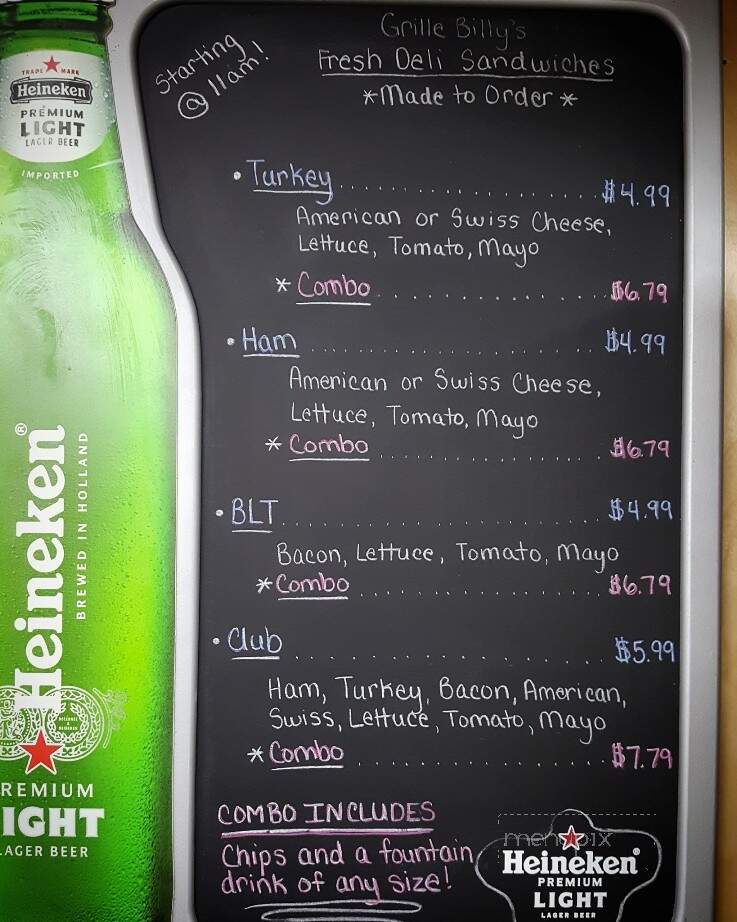 Grille Billy's
Starting
@ 11am!
Fresh Deli Sandwiches
*Made to Order*
• Turkey.................... $4.99
American or Swiss Cheese,
Lettuce, Tomato, Mayo
* Combo.................... $6.79
• Ham.................... $4.99
American or Swiss Cheese,
Lettuce, Tomato, Mayo
* Combo.................... $6.79
• BLT.................... $4.99
Bacon, Lettuce, Tomato, Mayo
* Combo.................... $6.79
• Club.................... $5.99
Ham, Turkey, Bacon, American,
Swiss, Lettuce, Tomato, Mayo
* Combo.................... $7.79
COMBO INCLUDES
Chips and a fountain
drink of any size!
TRADE MARK
Heineken
PREMIUM
LIGHT
LAGER BEER
IMPORTED
Heineken®
BREWED IN HOLLAND
REMIUM
IGHT
AGER BEER
menupix
Heineken®
PREMIUM
LIGHT
LAGER BEER